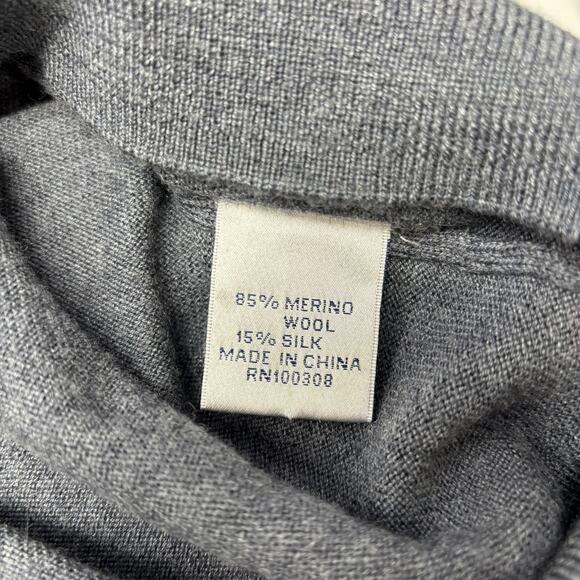 85% MERINO
WOOL
15% SILK
MADE IN CHINA
RN100308